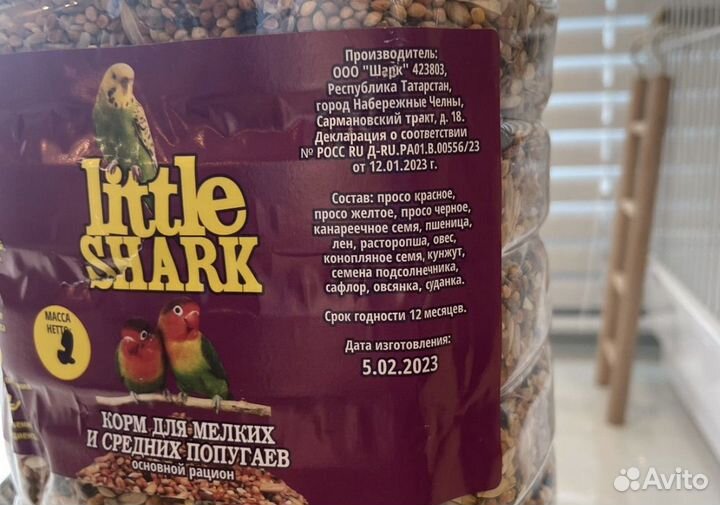 little
SHARK
МАССА
НЕТТО
КОРМ ДЛЯ МЕЛКИХ
И СРЕДНИХ ПОПУГАЕВ
основной рацион
Производитель:
ООО "Шарк" 423803,
Республика Татарстан,
город Набережные Челны,
Сармановский тракт, д. 18.
Декларация о соответствии
№ РОСС RU Д-RU.РА01.В.00556/23
от 12.01.2023 г.
Состав: просо красное,
просо желтое, просо черное,
канареечное семя, пшеница,
лен, расторопша, овес,
конопляное семя, кунжут,
семена подсолнечника,
сафлор, овсянка, суданка.
Срок годности 12 месяцев.
Дата изготовления:
5.02.2023
Avito